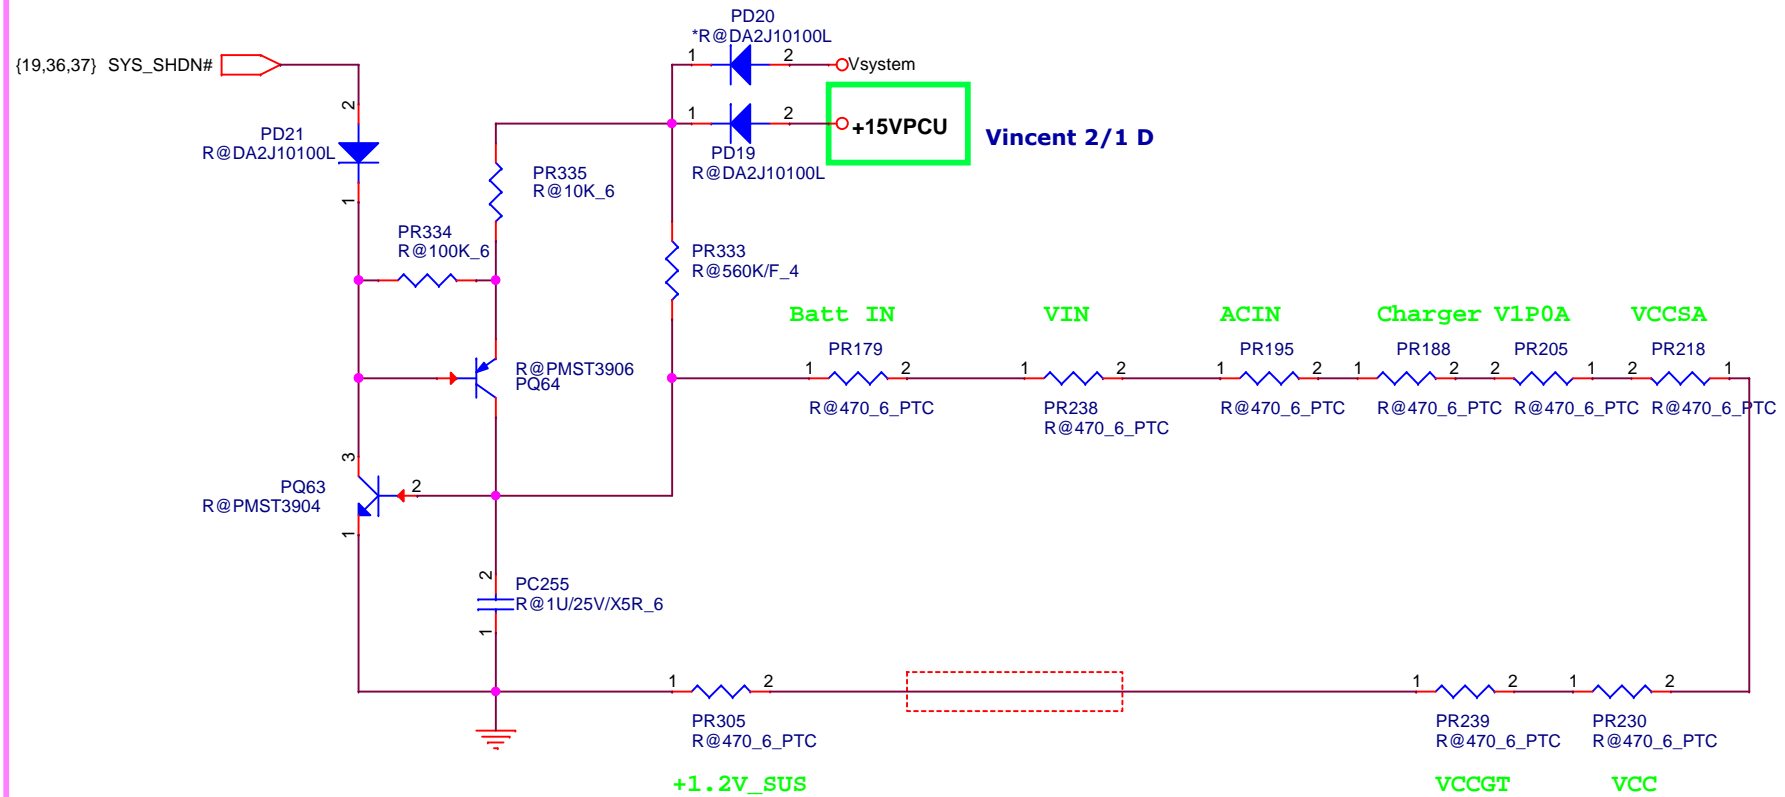 PD20
*R@DA2J10100L
1 2
{19,36,37} SYS_SHDN#
Vsystem
2
1 2
+15VPCU
Vincent 2/1 D
PD21
R@DA2J10100L
PD19
R@DA2J10100L
PR335
R@10K_6
1
PR334
R@100K_6
PR333
R@560K/F_4
Batt IN VIN ACIN Charger V1P0A VCCSA
PR179 PR195 PR188 PR205 PR218
R@PMST3906
PQ64
1 2 1 2 1 2 1 2 2 1 2 1
R@470_6_PTC PR238 R@470_6_PTC R@470_6_PTC R@470_6_PTC R@470_6_PTC
R@470_6_PTC
3
PQ63
R@PMST3904
2
1
2
PC255
R@1U/25V/X5R_6
1
1 2 1 2 1 2
PR305 PR239 PR230
R@470_6_PTC R@470_6_PTC R@470_6_PTC
+1.2V_SUS VCCGT VCC